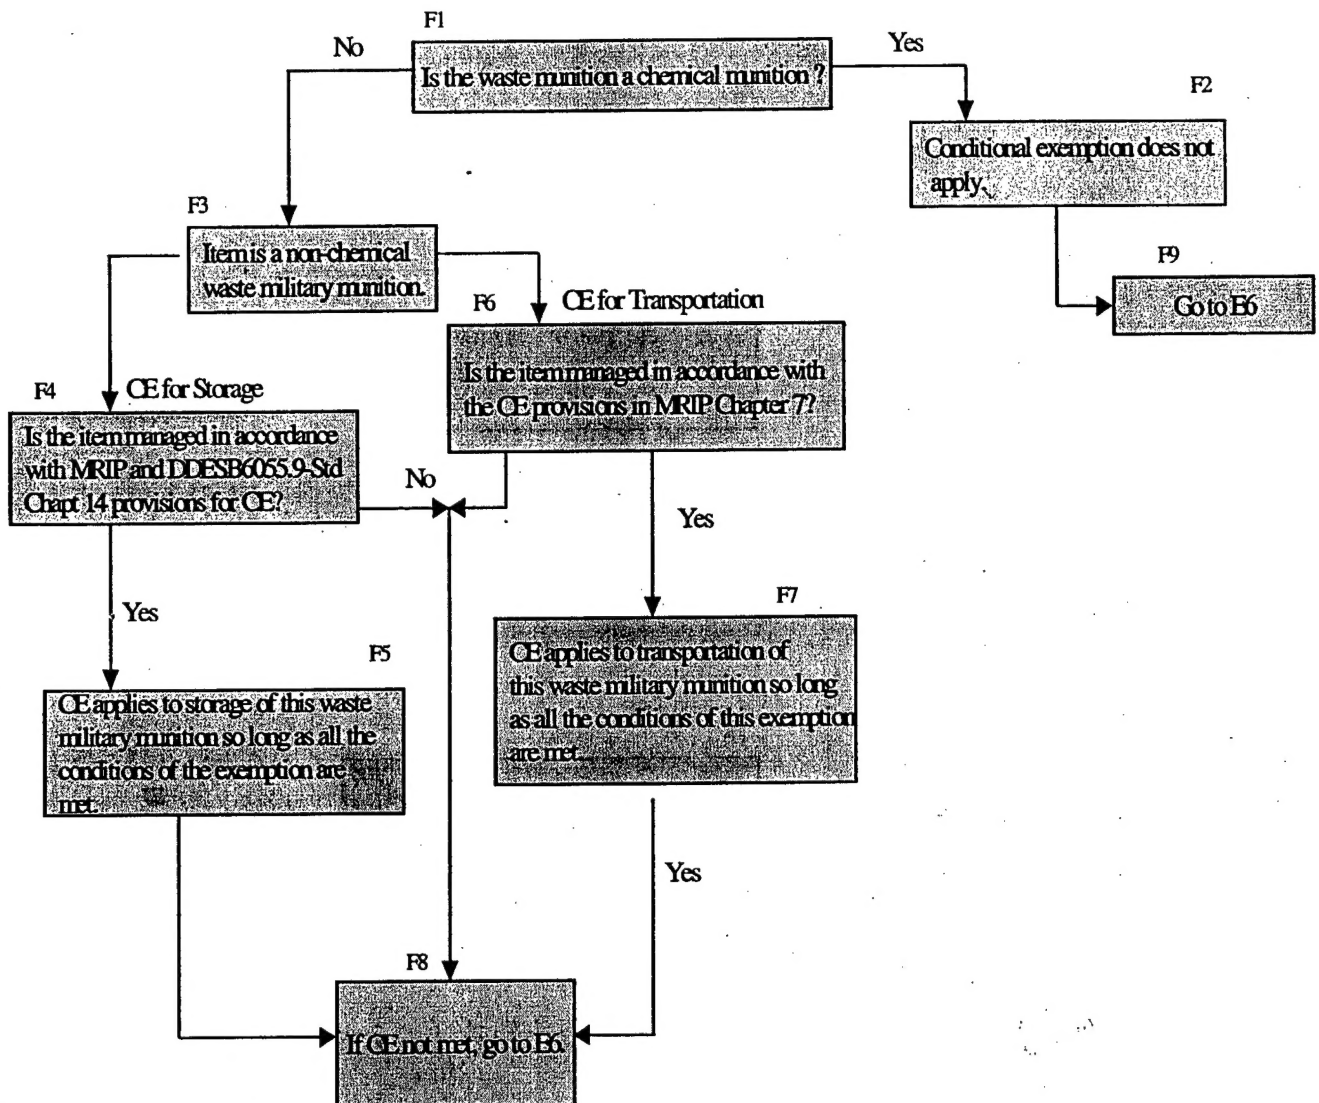 F1
No
Yes
Is the waste munition a chemical munition ?
F2
Conditional exemption does not
apply.
F3
Item is a non-chemical
waste military munition.
F9
Go to E6
F6
CE for Transportation
Is the item managed in accordance with
the CE provisions in MRIP Chapter 7?
F4
CE for Storage
Is the item managed in accordance
with MRIP and DDESB6055.9-Std
Chapt 14 provisions for CE?
No
Yes
Yes
F7
CE applies to transportation of
this waste military munition so long
as all the conditions of this exemption
are met.
F5
CE applies to storage of this waste
military munition so long as all the
conditions of the exemption are
met.
Yes
F8
If CE not met, go to E6.